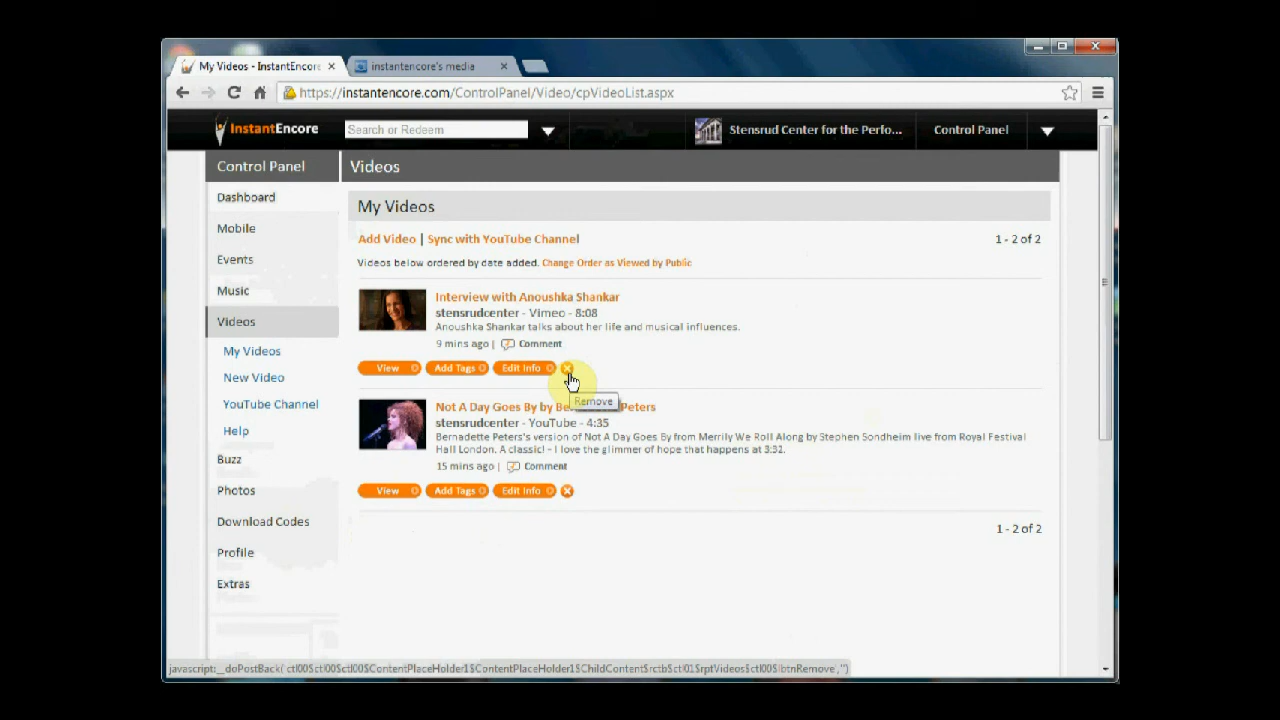 My Videos - InstantEncore
instantencore's media
https://instantencore.com/ControlPanel/Video/cpVideoList.aspx
InstantEncore
Search or Redeem
Stensrud Center for the Perfo...
Control Panel
Control Panel
Videos
Dashboard
Mobile
Events
Music
Videos
My Videos
New Video
YouTube Channel
Help
Buzz
Photos
Download Codes
Profile
Extras
My Videos
Add Video | Sync with YouTube Channel
1 - 2 of 2
Videos below ordered by date added. Change Order as Viewed by Public
Interview with Anoushka Shankar
stensrudcenter - Vimeo - 8:08
Anoushka Shankar talks about her life and musical influences.
9 mins ago | Comment
View Add Tags Edit Info
Remove
Not A Day Goes By by Be Peters
stensrudcenter - YouTube - 4:35
Bernadette Peters's version of Not A Day Goes By from Merrily We Roll Along by Stephen Sondheim live from Royal Festival
Hall London. A classic! - I love the glimmer of hope that happens at 3:32.
15 mins ago | Comment
View Add Tags Edit Info
1 - 2 of 2
javascript:__doPostBack('ctl00$ctl00$ctl00$ContentPlaceHolder1$ContentPlaceHolder1$ChildContent$rctb$ctl01$rptVideos$ctl00$lbtnRemove','')